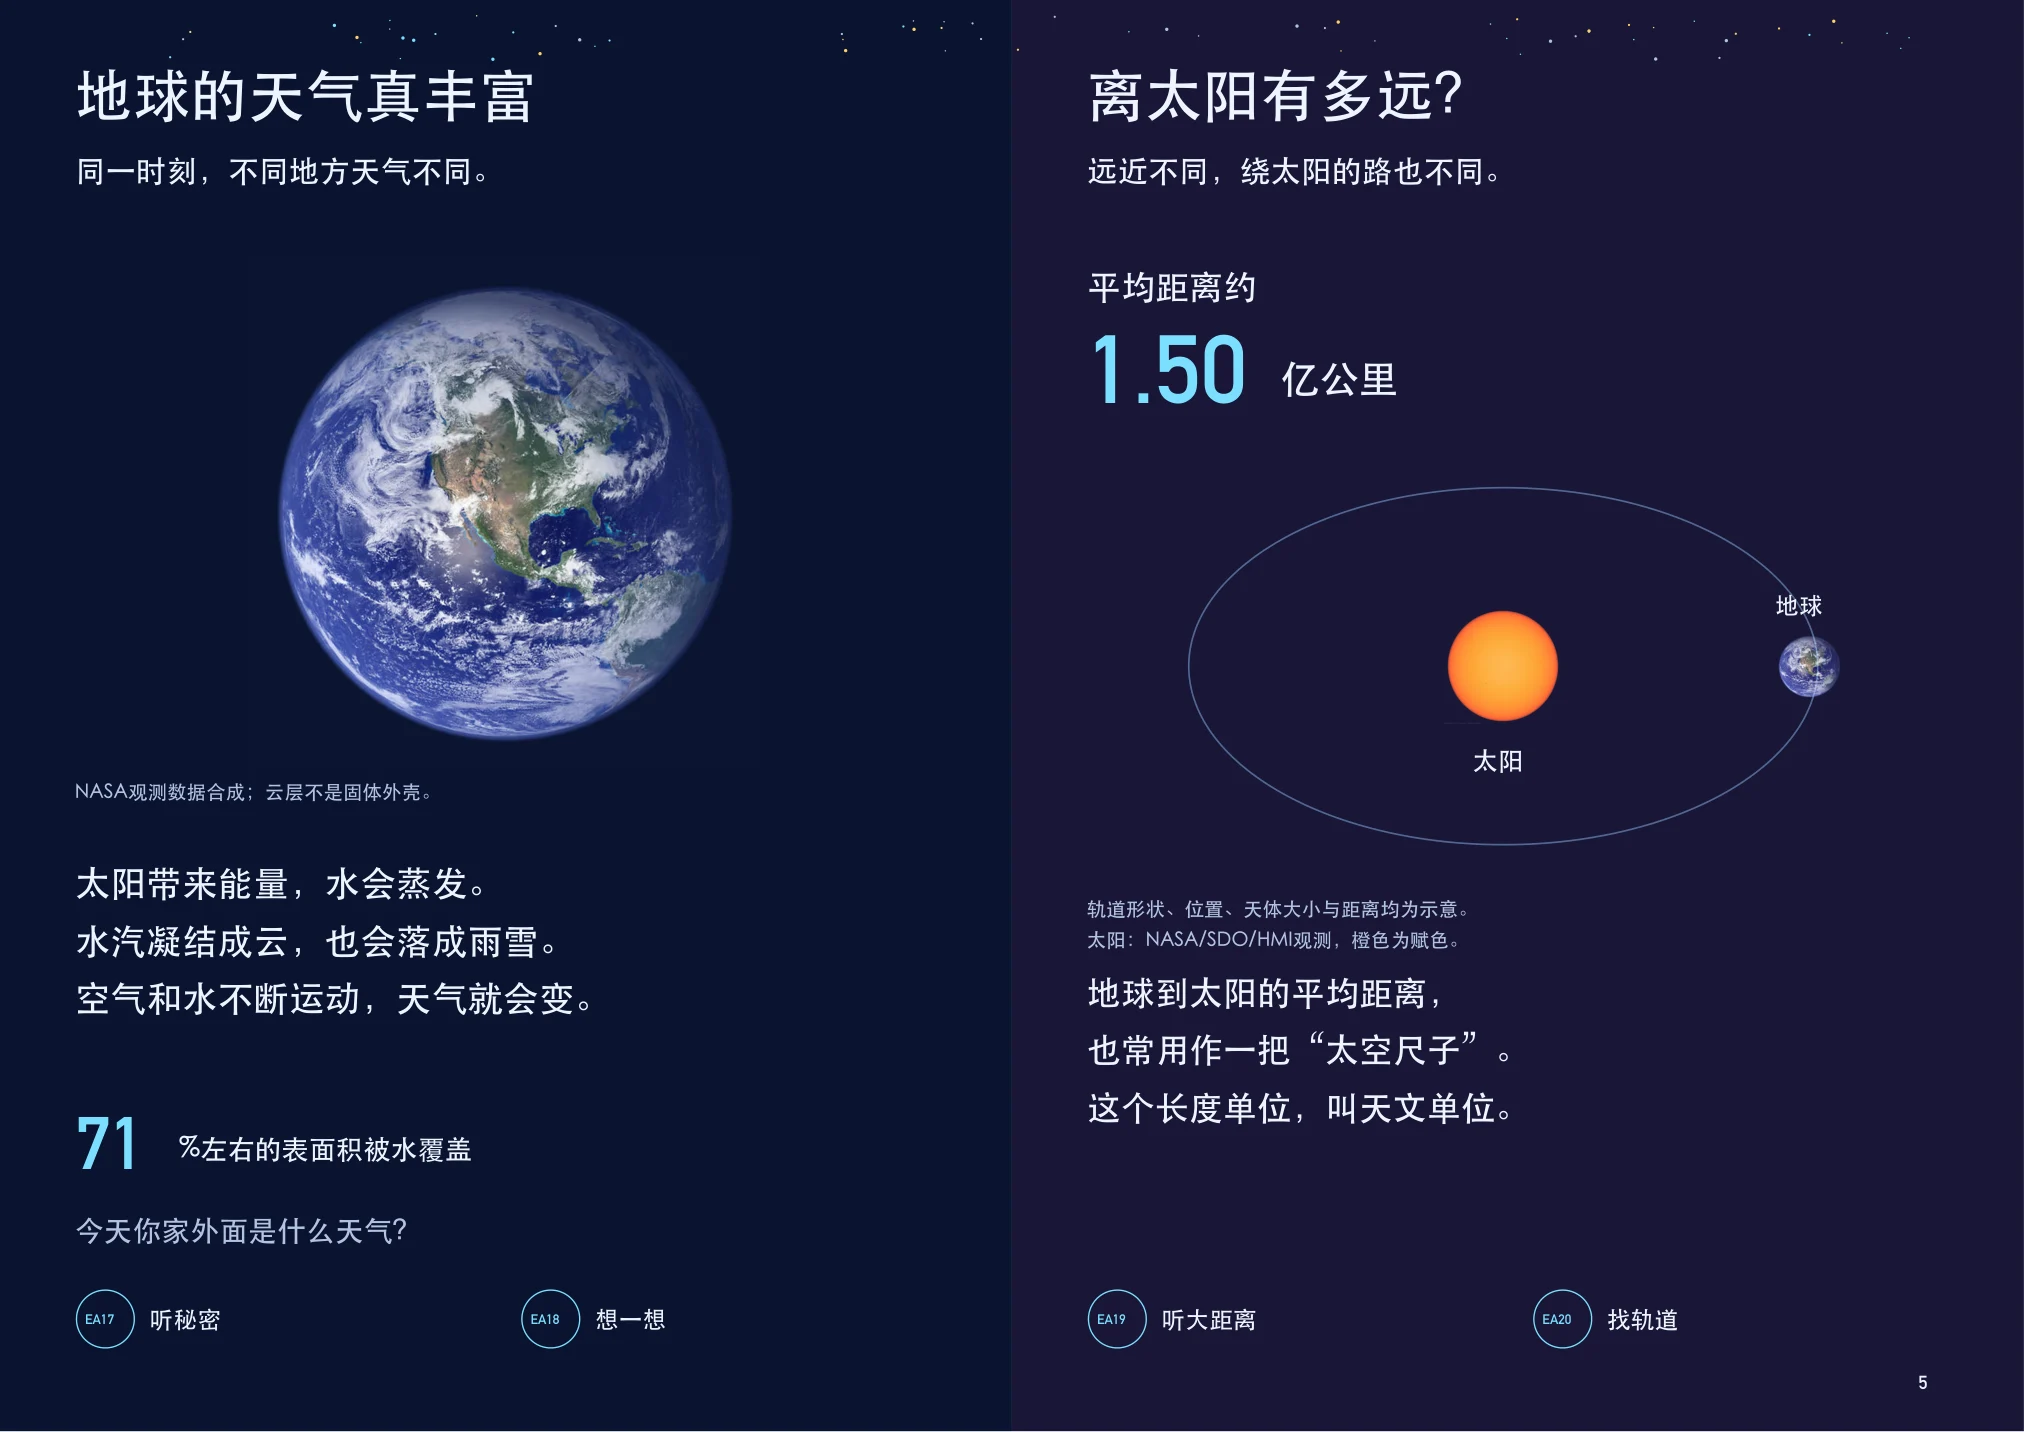 地球的天气真丰富
同一时刻，不同地方天气不同。
NASA观测数据合成；云层不是固体外壳。
太阳带来能量，水会蒸发。
水汽凝结成云，也会落成雨雪。
空气和水不断运动，天气就会变。
71 %左右的表面积被水覆盖
今天你家外面是什么天气？
EA17 听秘密
EA18 想一想
离太阳有多远？
远近不同，绕太阳的路也不同。
平均距离约
1.50 亿公里
地球
太阳
轨道形状、位置、天体大小与距离均为示意。
太阳：NASA/SDO/HMI观测，橙色为赋色。
地球到太阳的平均距离，
也常用作一把“太空尺子”。
这个长度单位，叫天文单位。
EA19 听大距离
EA20 找轨道
5